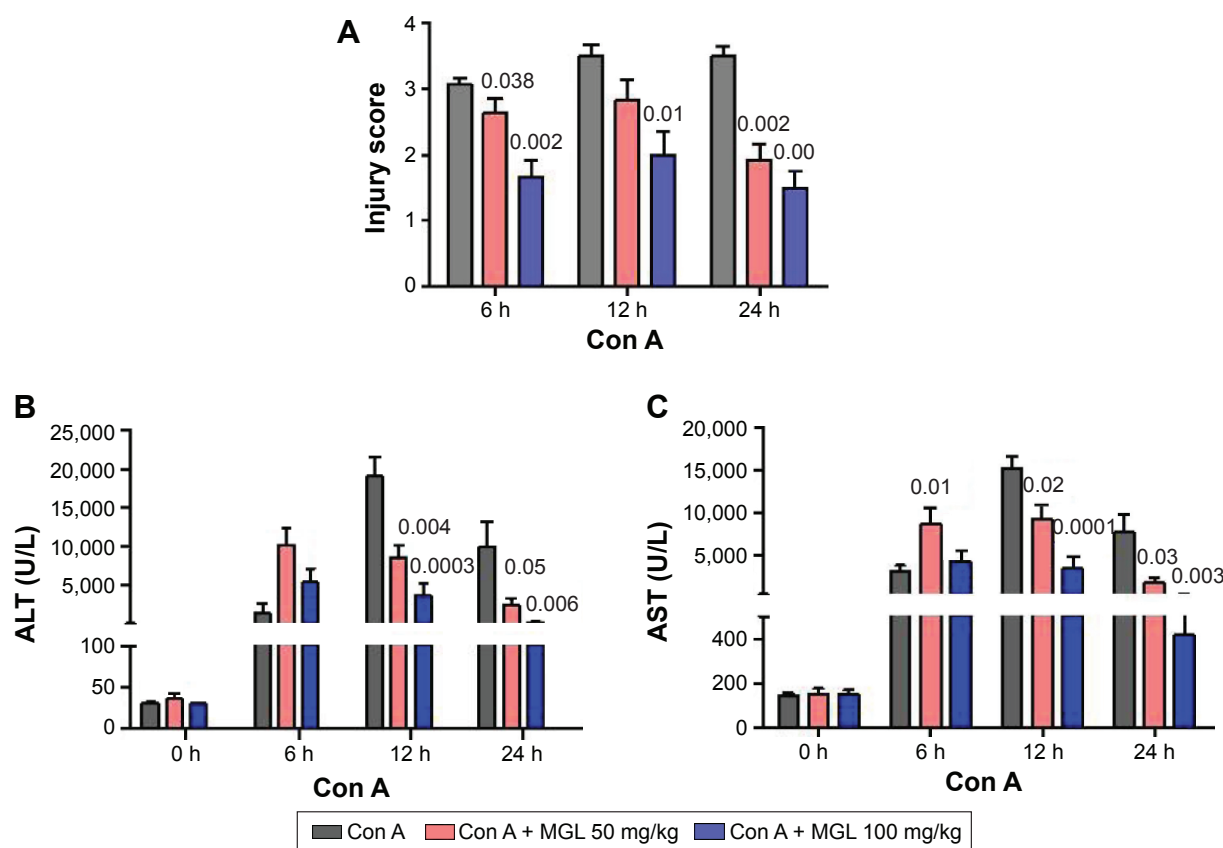 A
Injury score
4
3
2
1
0
0.038
0.002
0.01
0.002
0.00
6 h
12 h
24 h
Con A
B
ALT (U/L)
25,000
20,000
15,000
10,000
5,000
100
50
0
0.004
0.0003
0.05
0.006
0 h
6 h
12 h
24 h
Con A
C
AST (U/L)
20,000
15,000
10,000
5,000
400
200
0
0.01
0.02
0.0001
0.03
0.003
0 h
6 h
12 h
24 h
Con A
Con A Con A + MGL 50 mg/kg Con A + MGL 100 mg/kg